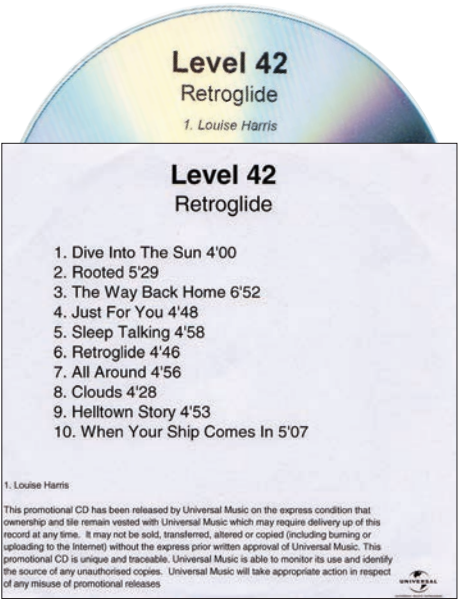 Level 42
Retroglide
1. Louise Harris
Level 42
Retroglide
1. Dive Into The Sun 4'00
2. Rooted 5'29
3. The Way Back Home 6'52
4. Just For You 4'48
5. Sleep Talking 4'58
6. Retroglide 4'46
7. All Around 4'56
8. Clouds 4'28
9. Helltown Story 4'53
10. When Your Ship Comes In 5'07
1. Louise Harris
This promotional CD has been released by Universal Music on the express condition that
ownership and tile remain vested with Universal Music which may require delivery up of this
record at any time. It may not be sold, transferred, altered or copied (including burning or
uploading to the Internet) without the express prior written approval of Universal Music. This
promotional CD is unique and traceable. Universal Music is able to monitor its use and identify
the source of any unauthorised copies. Universal Music will take appropriate action in respect
of any misuse of promotional releases
UNIVERSAL